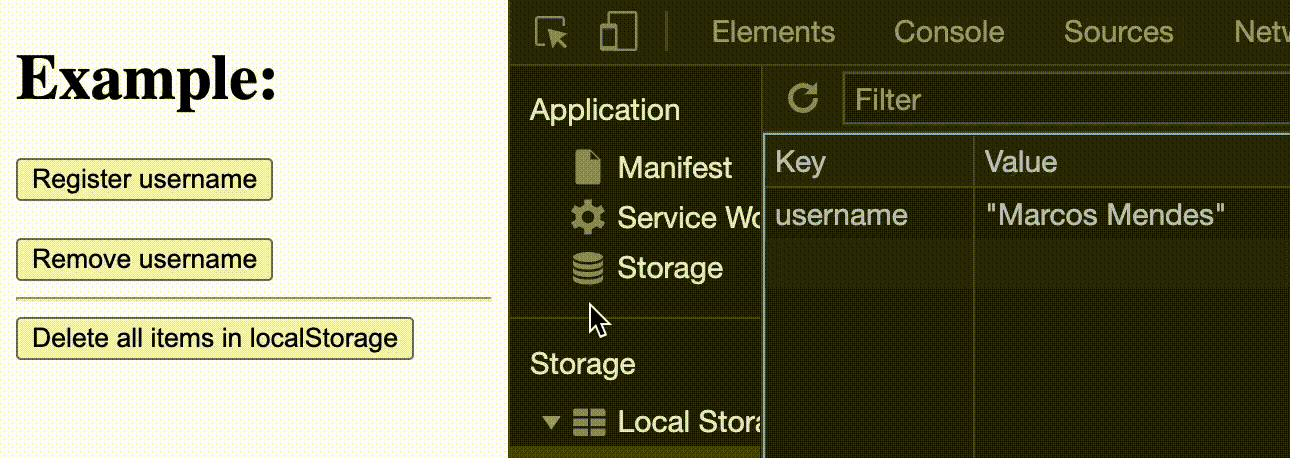 Example:
Register username
Remove username
Delete all items in localStorage
Elements Console Sources Netw
Application
Manifest
Service Wo
Storage
Storage
Local Stora
Filter
Key Value
username "Marcos Mendes"